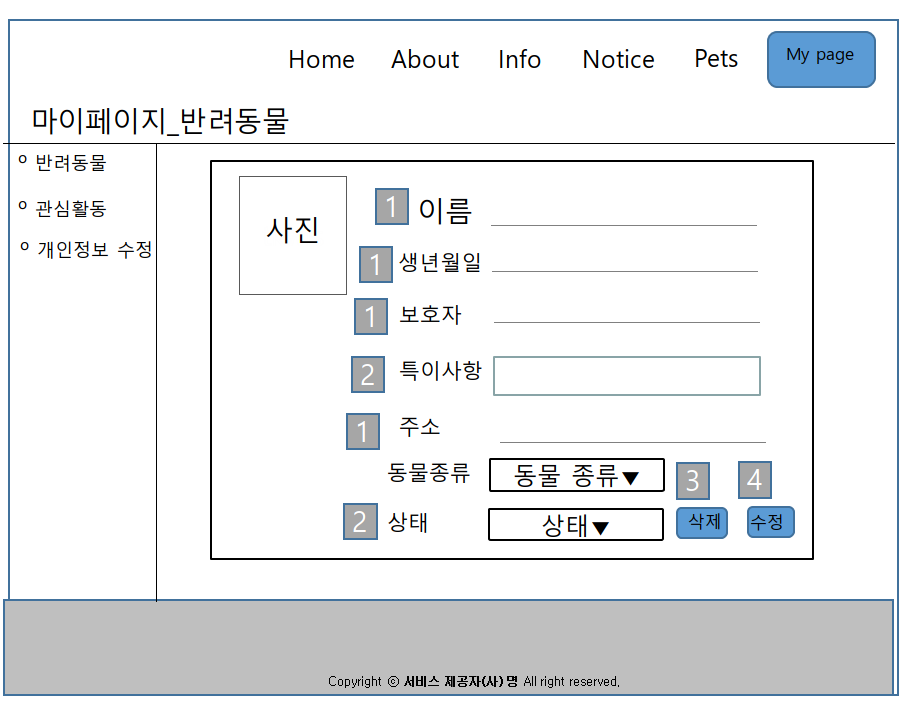 Home About Info Notice Pets My page
마이페이지_반려동물
o 반려동물
o 관심활동
o 개인정보 수정
사진
1 이름
1 생년월일
1 보호자
2 특이사항
1 주소
동물종류 동물 종류▼ 3 4
2 상태 상태▼ 삭제 수정
Copyright ⓒ 서비스 제공자(사) 명 All right reserved.